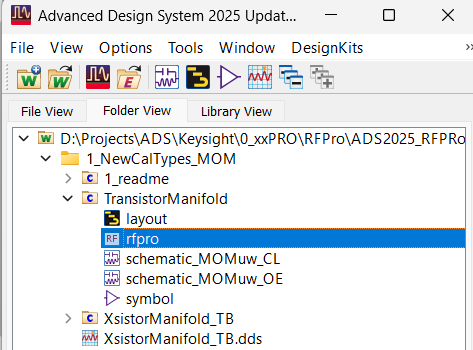 Advanced Design System 2025 Updat...
File View Options Tools Window DesignKits »
W W E
File View Folder View Library View
W D:\Projects\ADS\Keysight\0_xxPRO\RFPro\ADS2025_RFPRo
1_NewCalTypes_MOM
C 1_readme
C TransistorManifold
layout
RF rfpro
schematic_MOMuw_CL
schematic_MOMuw_OE
symbol
C XsistorManifold_TB
XsistorManifold_TB.dds